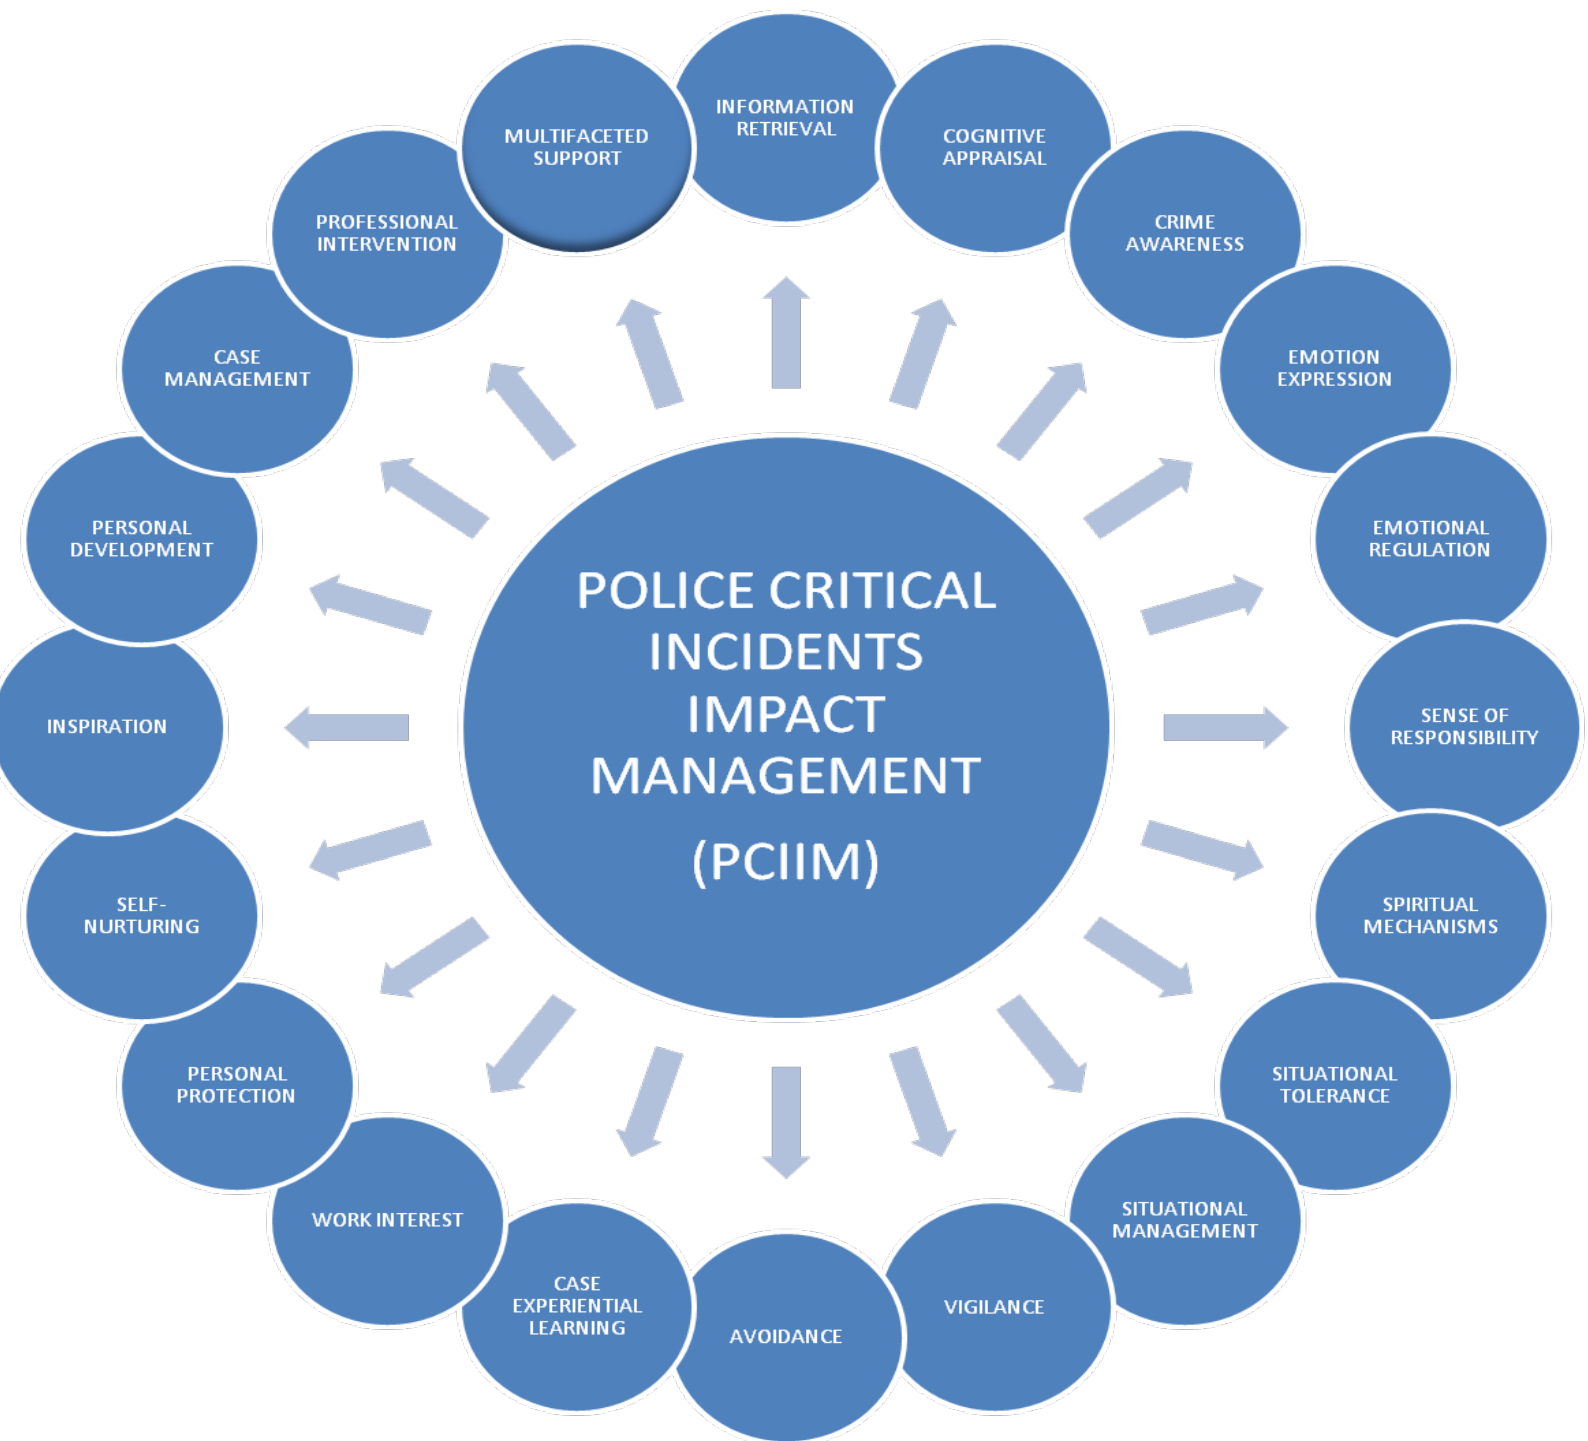 INFORMATION
RETRIEVAL
COGNITIVE
APPRAISAL
CRIME
AWARENESS
EMOTION
EXPRESSION
EMOTIONAL
REGULATION
SENSE OF
RESPONSIBILITY
SPIRITUAL
MECHANISMS
SITUATIONAL
TOLERANCE
SITUATIONAL
MANAGEMENT
VIGILANCE
AVOIDANCE
CASE
EXPERIENTIAL
LEARNING
WORK INTEREST
PERSONAL
PROTECTION
SELF-
NURTURING
INSPIRATION
PERSONAL
DEVELOPMENT
CASE
MANAGEMENT
PROFESSIONAL
INTERVENTION
MULTIFACETED
SUPPORT
POLICE CRITICAL
INCIDENTS
IMPACT
MANAGEMENT
(PCIIM)